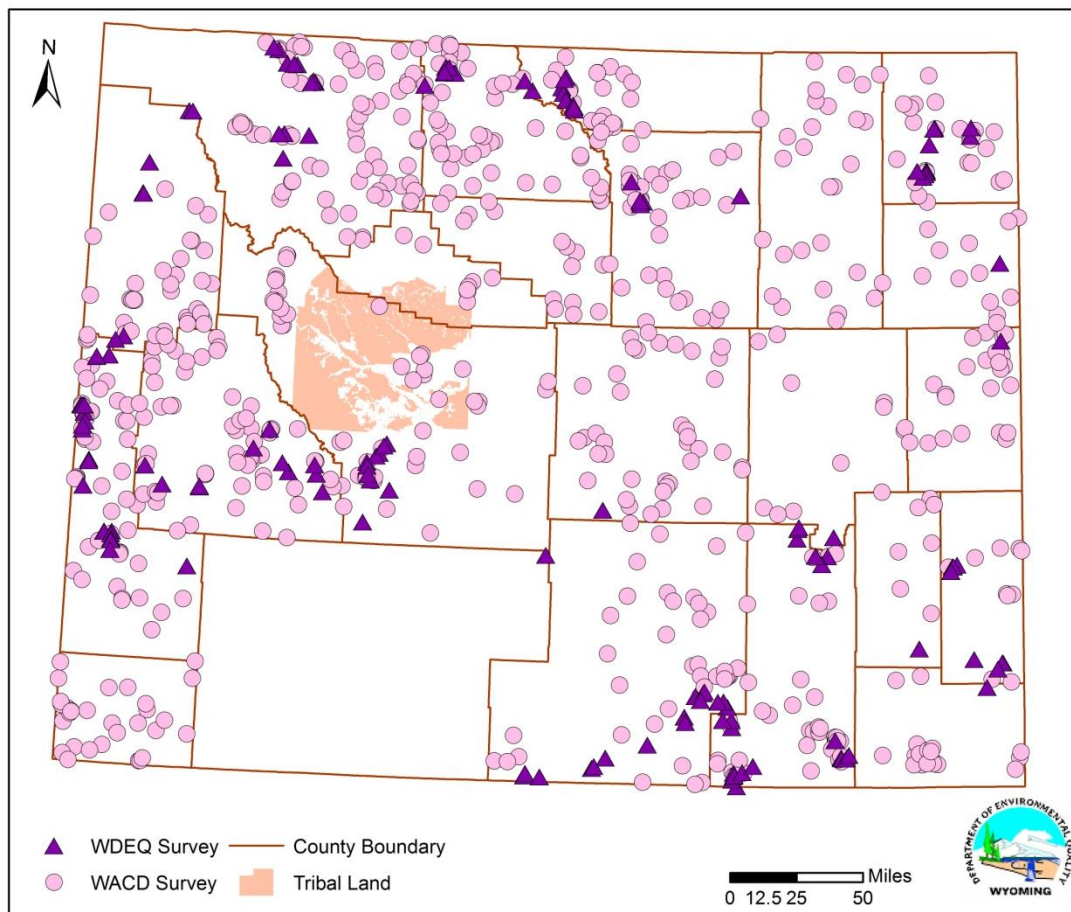 N
WDEQ Survey
County Boundary
WACD Survey
Tribal Land
Miles
0 12.5 25 50
DEPARTMENT OF ENVIRONMENTAL QUALITY
WYOMING